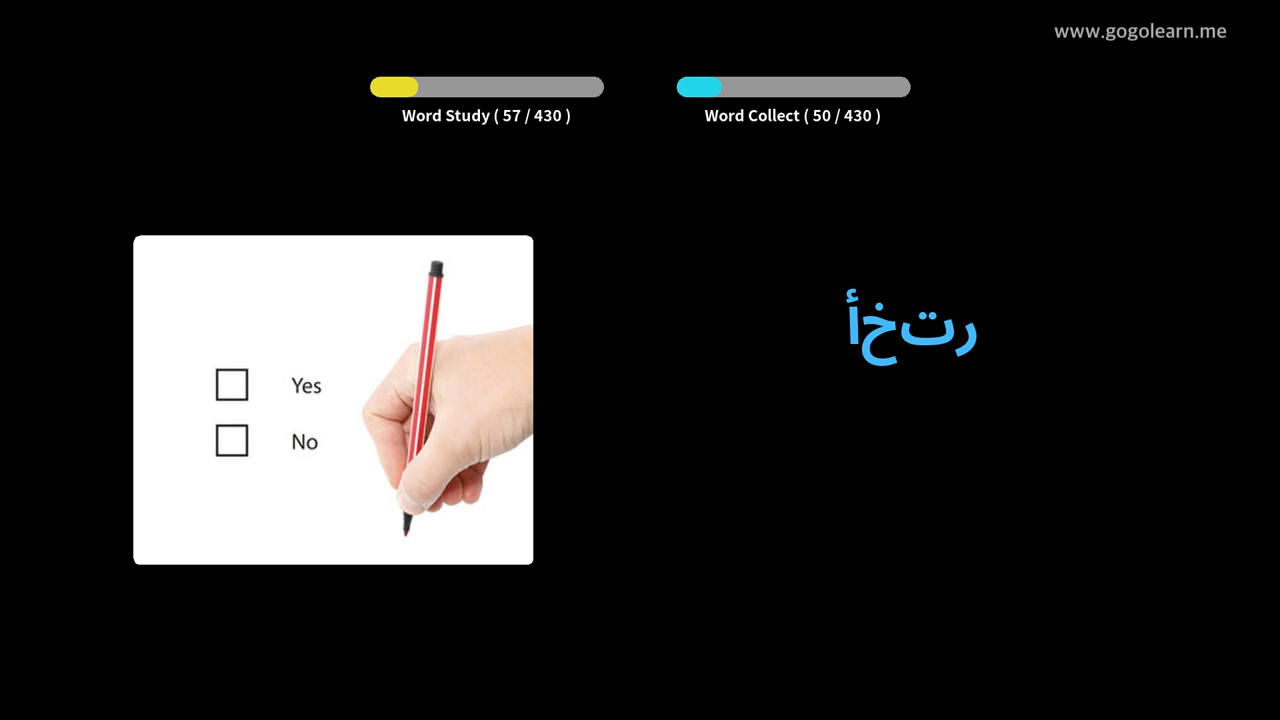 www.gogolearn.me
Word Study ( 57 / 430 )
Word Collect ( 50 / 430 )
رتخأ
Yes
No